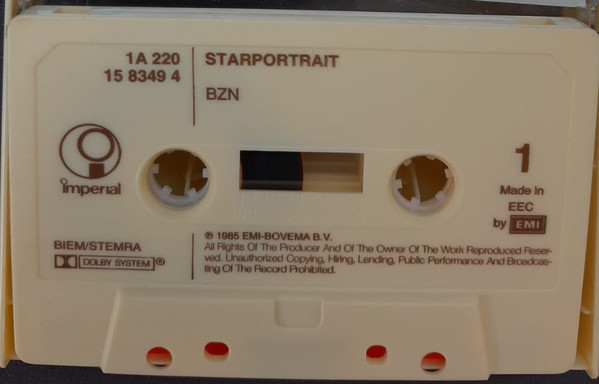 1A 220
15 8349 4
STARPORTRAIT
BZN
imperial
1
Made in
EEC
by EMI
BIEM/STEMRA
DOLBY SYSTEM ®
℗ 1985 EMI-BOVEMA B.V.
All Rights Of The Producer And Of The Owner Of The Work Reproduced Reser-
ved. Unauthorized Copying, Hiring, Lending, Public Performance And Broadcas-
ting Of The Record Prohibited.